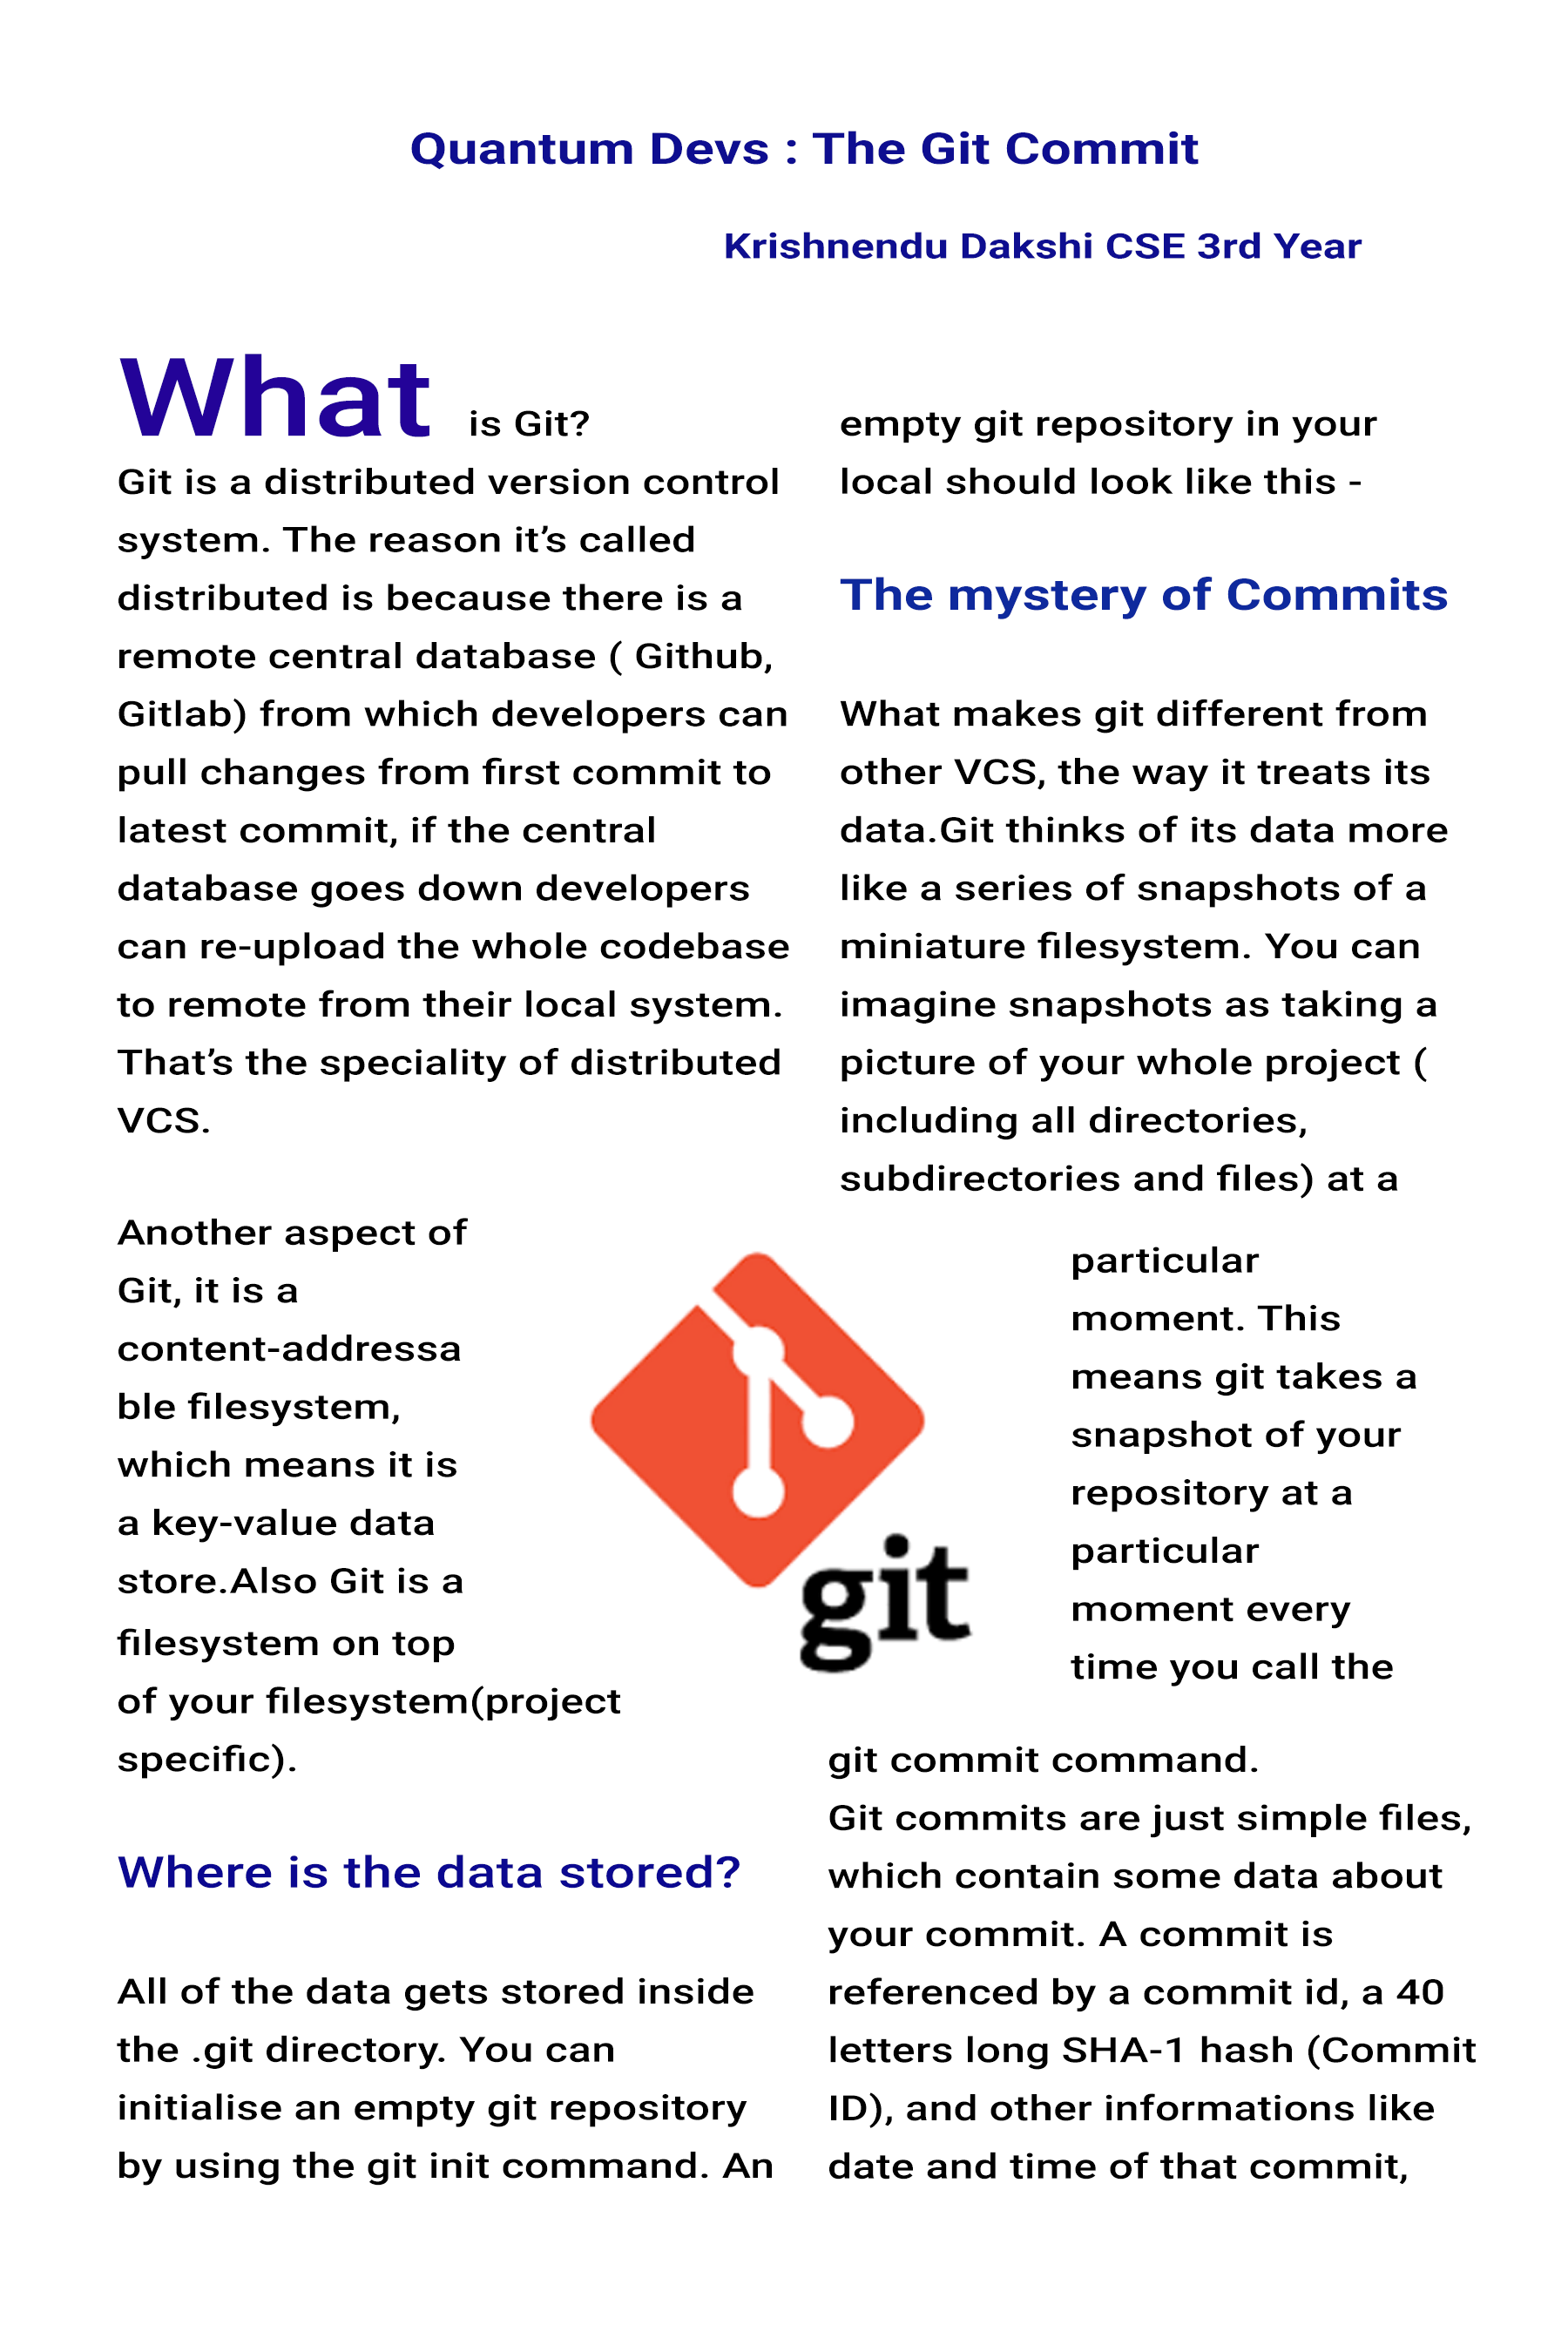 Quantum Devs : The Git Commit
Krishnendu Dakshi CSE 3rd Year
What is Git?
Git is a distributed version control
system. The reason it’s called
distributed is because there is a
remote central database ( Github,
Gitlab) from which developers can
pull changes from first commit to
latest commit, if the central
database goes down developers
can re-upload the whole codebase
to remote from their local system.
That’s the speciality of distributed
VCS.
Another aspect of
Git, it is a
content-addressa
ble filesystem,
which means it is
a key-value data
store.Also Git is a
filesystem on top
of your filesystem(project
specific).
Where is the data stored?
All of the data gets stored inside
the .git directory. You can
initialise an empty git repository
by using the git init command. An
empty git repository in your
local should look like this -
The mystery of Commits
What makes git different from
other VCS, the way it treats its
data.Git thinks of its data more
like a series of snapshots of a
miniature filesystem. You can
imagine snapshots as taking a
picture of your whole project (
including all directories,
subdirectories and files) at a
particular
moment. This
means git takes a
snapshot of your
repository at a
particular
moment every
time you call the
git commit command.
Git commits are just simple files,
which contain some data about
your commit. A commit is
referenced by a commit id, a 40
letters long SHA-1 hash (Commit
ID), and other informations like
date and time of that commit,
git